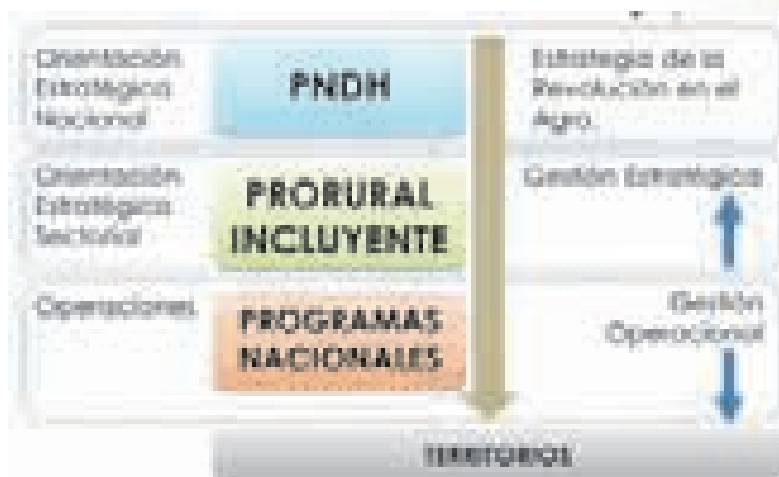 Orientación
Estratégica
Nacional
PNDH
Estrategia de la
Revolución en el
Agro.
Orientación
Estratégica
Sectorial
PRORURAL
INCLUYENTE
Gestión Estratégica
Operaciones
PROGRAMAS
NACIONALES
Gestión
Operacional
TERRITORIOS